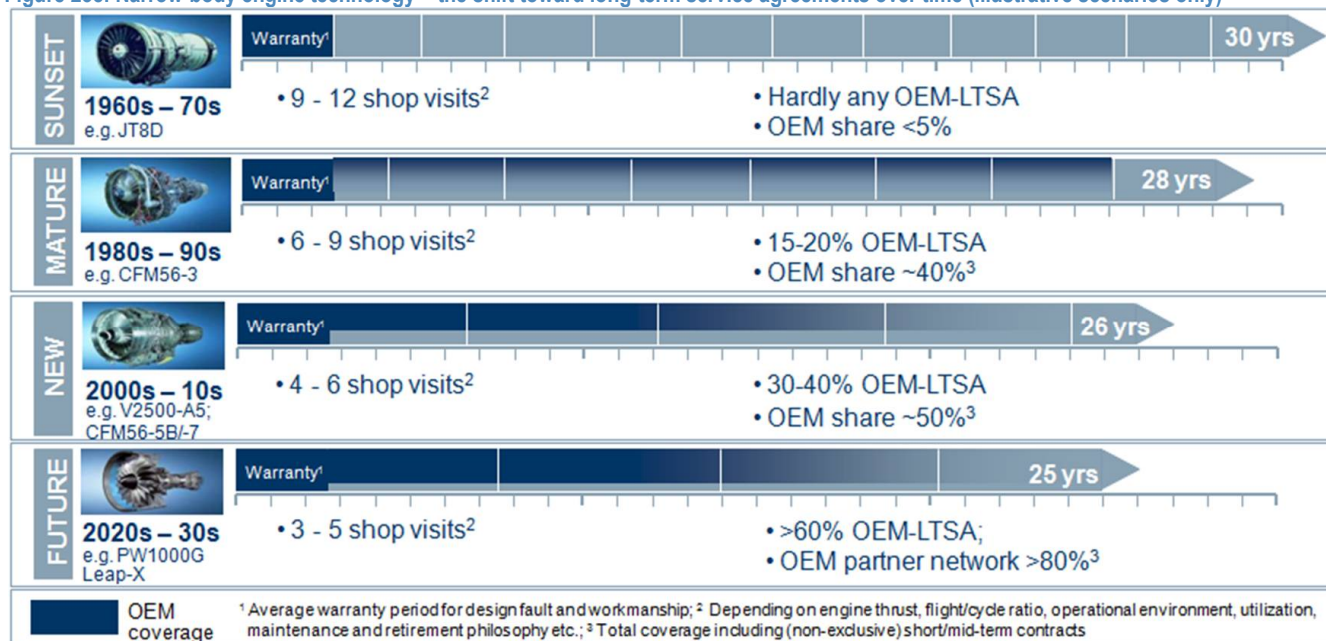 SUNSET
Warranty¹
30 yrs
1960s – 70s
e.g. JT8D
• 9 - 12 shop visits²
• Hardly any OEM-LTSA
• OEM share <5%
MATURE
Warranty¹
28 yrs
1980s – 90s
e.g. CFM56-3
• 6 - 9 shop visits²
• 15-20% OEM-LTSA
• OEM share ~40%³
NEW
Warranty¹
26 yrs
2000s – 10s
e.g. V2500-A5;
CFM56-5B/-7
• 4 - 6 shop visits²
• 30-40% OEM-LTSA
• OEM share ~50%³
FUTURE
Warranty¹
25 yrs
2020s – 30s
e.g. PW1000G
Leap-X
• 3 - 5 shop visits²
• >60% OEM-LTSA;
• OEM partner network >80%³
OEM
coverage
¹ Average warranty period for design fault and workmanship; ² Depending on engine thrust, flight/cycle ratio, operational environment, utilization,
maintenance and retirement philosophy etc.; ³ Total coverage including (non-exclusive) short/mid-term contracts